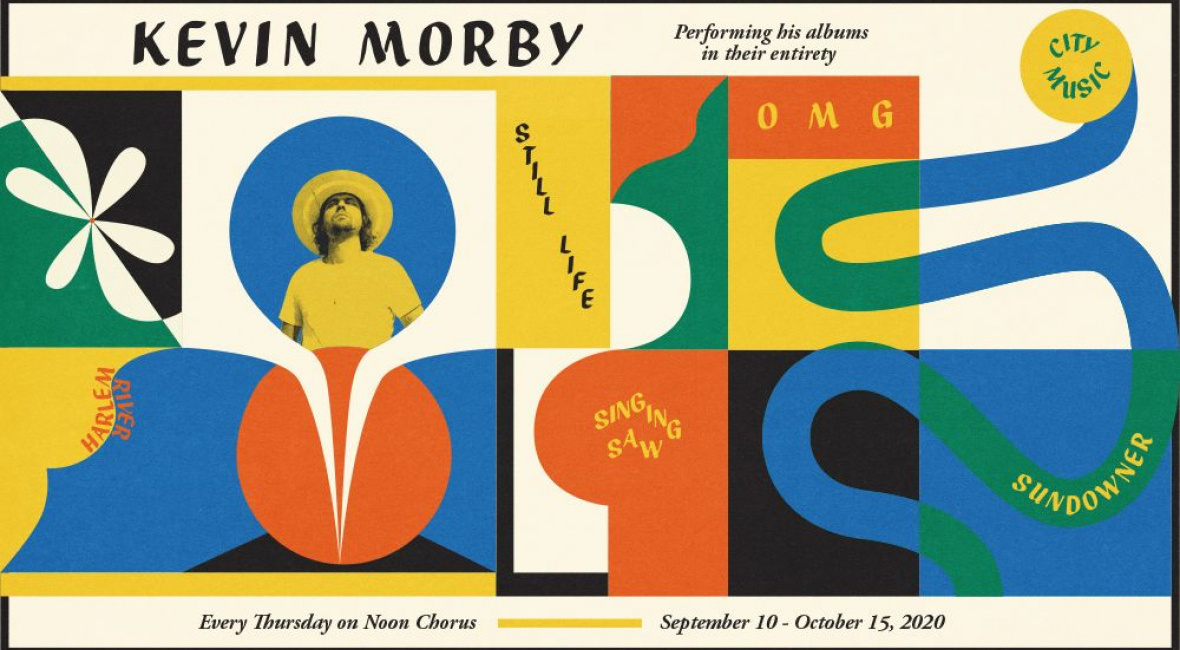 KEVIN MORBY
Performing his albums
in their entirety
CITY
MUSIC
STILL LIFE
OMG
HARLEM
RIVER
SINGING
SAW
SUNDOWNER
Every Thursday on Noon Chorus
September 10 - October 15, 2020